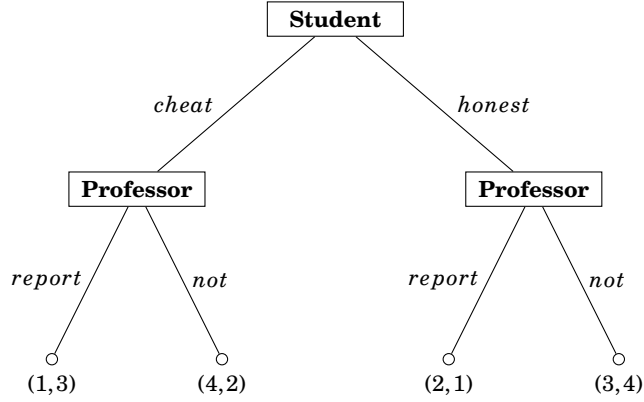 Student
cheat honest
Professor Professor
report not report not
(1,3) (4,2) (2,1) (3,4)